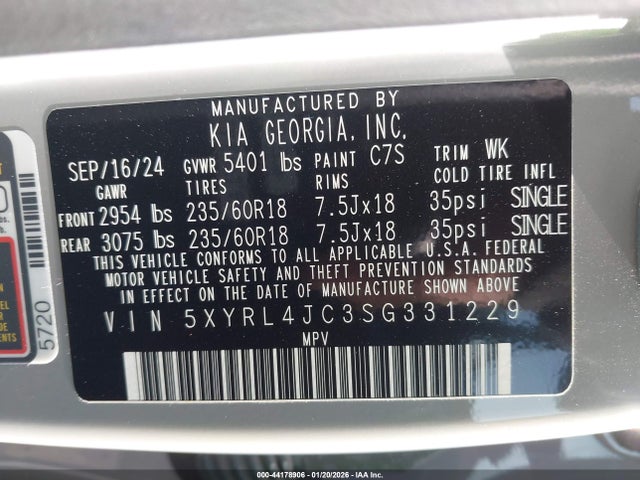 MANUFACTURED BY
KIA GEORGIA, INC.
SEP/16/24 GVWR 5401 lbs PAINT C7S TRIM WK
GAWR TIRES RIMS COLD TIRE INFL
FRONT 2954 lbs 235/60R18 7.5Jx18 35psi SINGLE
REAR 3075 lbs 235/60R18 7.5Jx18 35psi SINGLE
THIS VEHICLE CONFORMS TO ALL APPLICABLE U.S.A. FEDERAL
MOTOR VEHICLE SAFETY AND THEFT PREVENTION STANDARDS
IN EFFECT ON THE DATE OF MANUFACTURE SHOWN ABOVE
VIN 5XYRL4JC3SG331229
MPV
5720
000-44178906 - 01/20/2026 - IAA Inc.